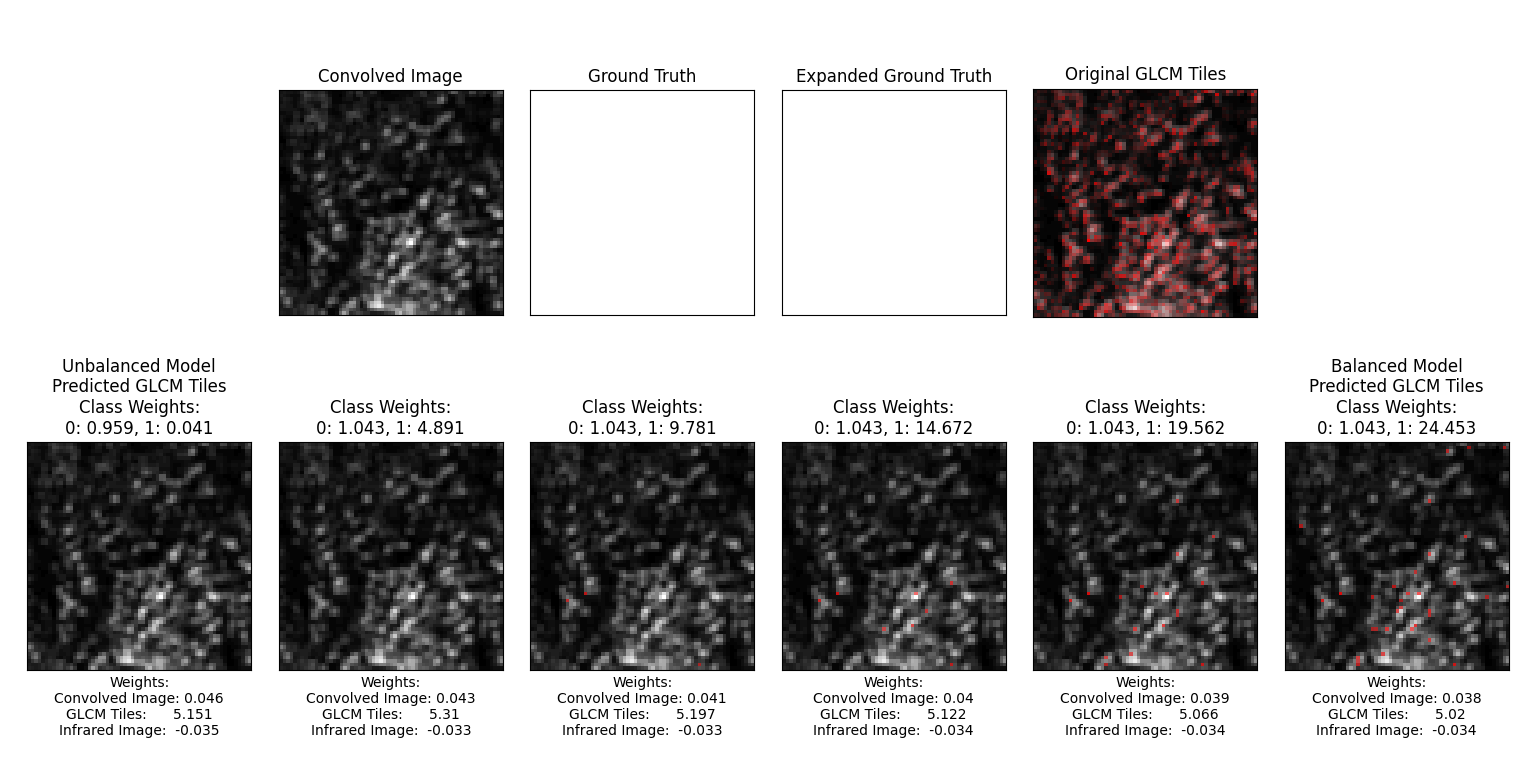 Convolved Image
Ground Truth
Expanded Ground Truth
Original GLCM Tiles
Unbalanced Model
Predicted GLCM Tiles
Class Weights:
0: 0.959, 1: 0.041
Class Weights:
0: 1.043, 1: 4.891
Class Weights:
0: 1.043, 1: 9.781
Class Weights:
0: 1.043, 1: 14.672
Class Weights:
0: 1.043, 1: 19.562
Balanced Model
Predicted GLCM Tiles
Class Weights:
0: 1.043, 1: 24.453
Weights:
Convolved Image: 0.046
GLCM Tiles: 5.151
Infrared Image: -0.035
Weights:
Convolved Image: 0.043
GLCM Tiles: 5.31
Infrared Image: -0.033
Weights:
Convolved Image: 0.041
GLCM Tiles: 5.197
Infrared Image: -0.033
Weights:
Convolved Image: 0.04
GLCM Tiles: 5.122
Infrared Image: -0.034
Weights:
Convolved Image: 0.039
GLCM Tiles: 5.066
Infrared Image: -0.034
Weights:
Convolved Image: 0.038
GLCM Tiles: 5.02
Infrared Image: -0.034